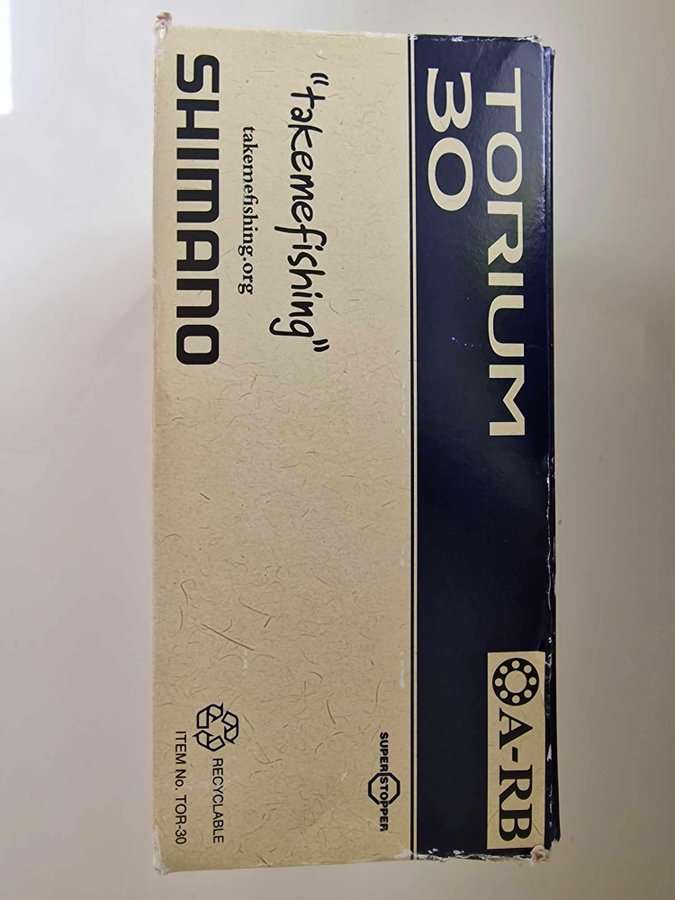 TORIUM
30
A-RB
"takemefishing"
takemefishing.org
SHIMANO
SUPER STOPPER
RECYCLABLE
ITEM No. TOR-30